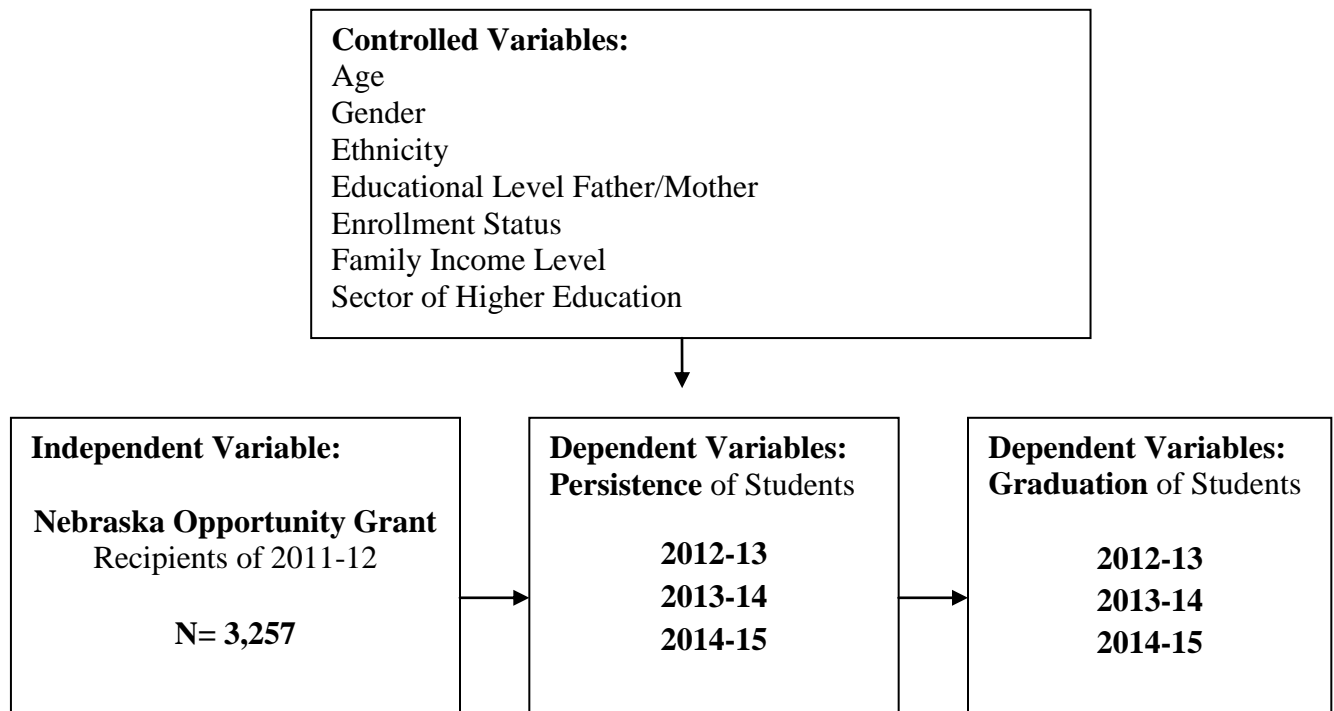 Controlled Variables:
Age
Gender
Ethnicity
Educational Level Father/Mother
Enrollment Status
Family Income Level
Sector of Higher Education
Independent Variable:
Nebraska Opportunity Grant
Recipients of 2011-12
N= 3,257
Dependent Variables:
Persistence of Students
2012-13
2013-14
2014-15
Dependent Variables:
Graduation of Students
2012-13
2013-14
2014-15